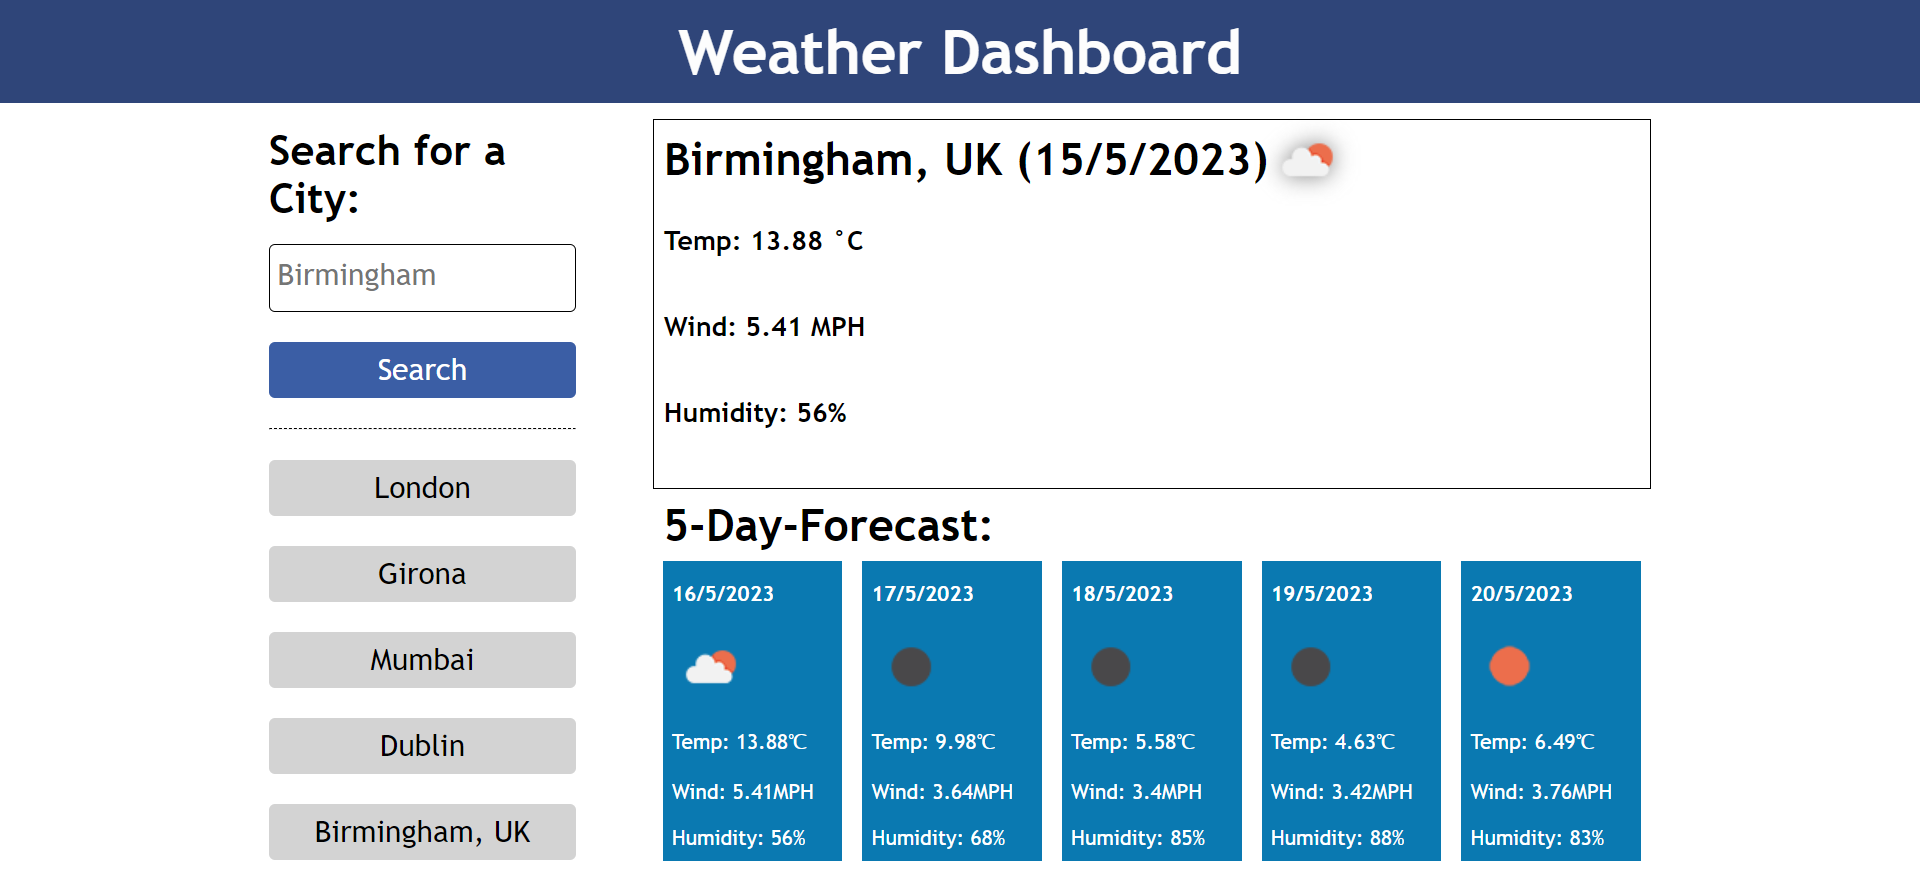 Weather Dashboard
Search for a
City:
Birmingham
Search
London
Girona
Mumbai
Dublin
Birmingham, UK
Birmingham, UK (15/5/2023)
Temp: 13.88 °C
Wind: 5.41 MPH
Humidity: 56%
5-Day-Forecast:
16/5/2023
Temp: 13.88℃
Wind: 5.41MPH
Humidity: 56%
17/5/2023
Temp: 9.98℃
Wind: 3.64MPH
Humidity: 68%
18/5/2023
Temp: 5.58℃
Wind: 3.4MPH
Humidity: 85%
19/5/2023
Temp: 4.63℃
Wind: 3.42MPH
Humidity: 88%
20/5/2023
Temp: 6.49℃
Wind: 3.76MPH
Humidity: 83%